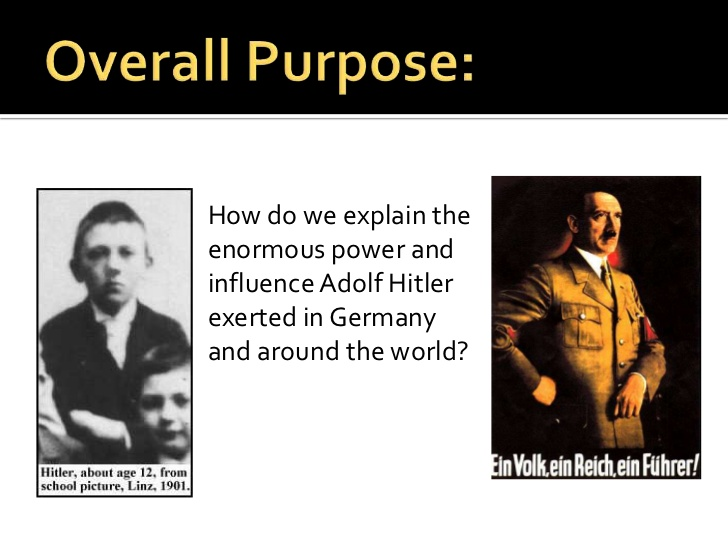 Overall Purpose:
How do we explain the
enormous power and
influence Adolf Hitler
exerted in Germany
and around the world?
Hitler, about age 12, from
school picture, Linz, 1901.
Ein Volk, ein Reich, ein Führer!